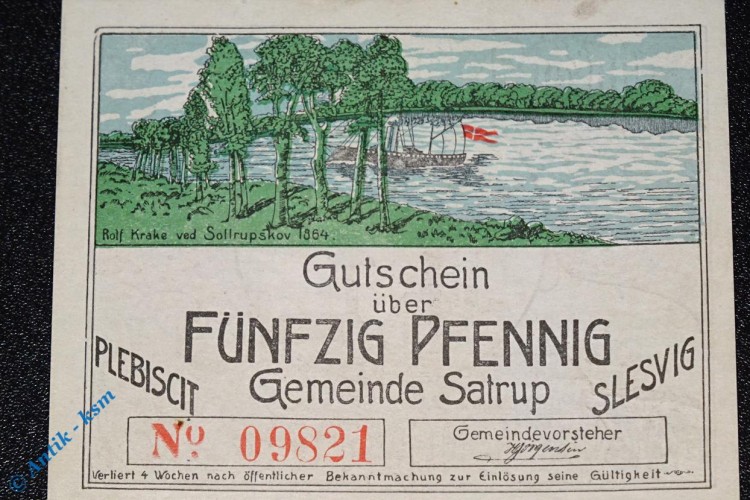 Rolf Krake ved Sottrupskov 1864.
Gutschein
über
FÜNFZIG PFENNIG
PLEBISCIT
Gemeinde Satrup
SLESVIG
No 09821
Gemeindevorsteher
Jörgensen
Verliert 4 Wochen nach öffentlicher Bekanntmachung zur Einlösung seine Gültigkeit
Antik - ksm